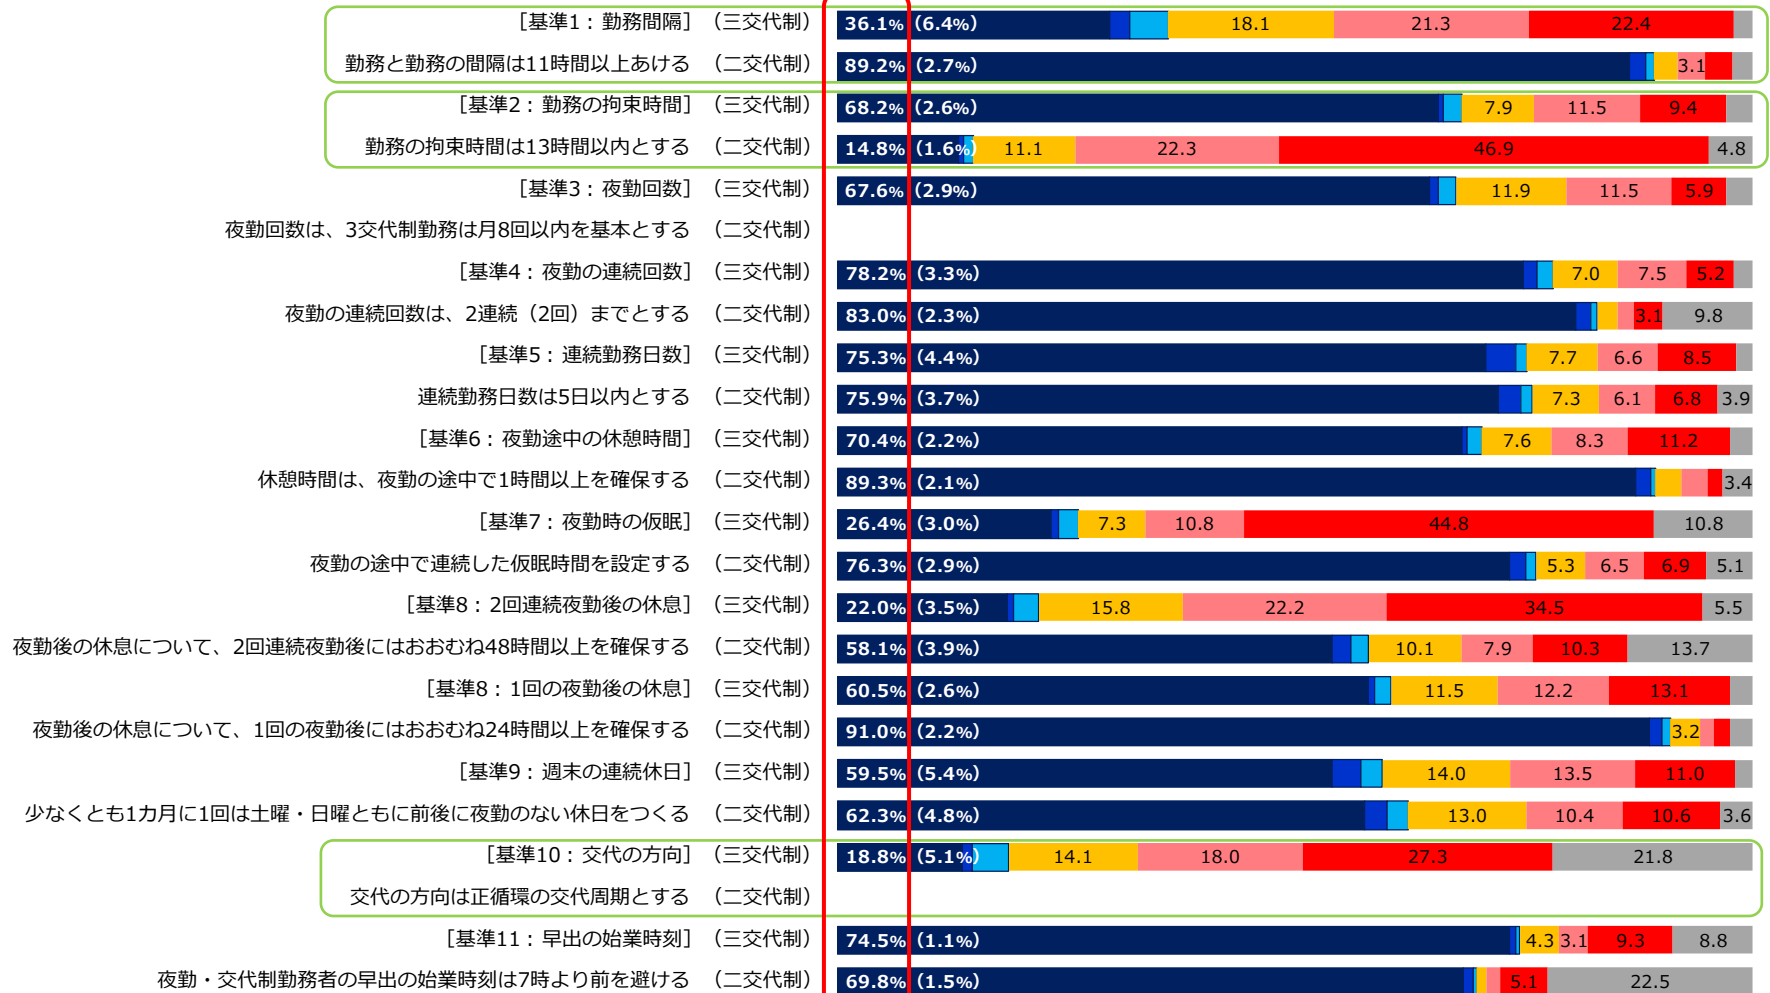 ［基準1：勤務間隔］（三交代制） 36.1%（6.4%） 18.1 21.3 22.4
勤務と勤務の間隔は11時間以上あける（二交代制） 89.2%（2.7%） 3.1
［基準2：勤務の拘束時間］（三交代制） 68.2%（2.6%） 7.9 11.5 9.4
勤務の拘束時間は13時間以内とする（二交代制） 14.8%（1.6%） 11.1 22.3 46.9 4.8
［基準3：夜勤回数］（三交代制） 67.6%（2.9%） 11.9 11.5 5.9
夜勤回数は、3交代制勤務は月8回以内を基本とする（二交代制）
［基準4：夜勤の連続回数］（三交代制） 78.2%（3.3%） 7.0 7.5 5.2
夜勤の連続回数は、2連続（2回）までとする（二交代制） 83.0%（2.3%） 3.1 9.8
［基準5：連続勤務日数］（三交代制） 75.3%（4.4%） 7.7 6.6 8.5
連続勤務日数は5日以内とする（二交代制） 75.9%（3.7%） 7.3 6.1 6.8 3.9
［基準6：夜勤途中の休憩時間］（三交代制） 70.4%（2.2%） 7.6 8.3 11.2
休憩時間は、夜勤の途中で1時間以上を確保する（二交代制） 89.3%（2.1%） 3.4
［基準7：夜勤時の仮眠］（三交代制） 26.4%（3.0%） 7.3 10.8 44.8 10.8
夜勤の途中で連続した仮眠時間を設定する（二交代制） 76.3%（2.9%） 5.3 6.5 6.9 5.1
［基準8：2回連続夜勤後の休息］（三交代制） 22.0%（3.5%） 15.8 22.2 34.5 5.5
夜勤後の休息について、2回連続夜勤後にはおおむね48時間以上を確保する（二交代制） 58.1%（3.9%） 10.1 7.9 10.3 13.7
［基準8：1回の夜勤後の休息］（三交代制） 60.5%（2.6%） 11.5 12.2 13.1
夜勤後の休息について、1回の夜勤後にはおおむね24時間以上を確保する（二交代制） 91.0%（2.2%） 3.2
［基準9：週末の連続休日］（三交代制） 59.5%（5.4%） 14.0 13.5 11.0
少なくとも1カ月に1回は土曜・日曜ともに前後に夜勤のない休日をつくる（二交代制） 62.3%（4.8%） 13.0 10.4 10.6 3.6
［基準10：交代の方向］（三交代制） 18.8%（5.1%） 14.1 18.0 27.3 21.8
交代の方向は正循環の交代周期とする（二交代制）
［基準11：早出の始業時刻］（三交代制） 74.5%（1.1%） 4.3 3.1 9.3 8.8
夜勤・交代制勤務者の早出の始業時刻は7時より前を避ける（二交代制） 69.8%（1.5%） 5.1 22.5